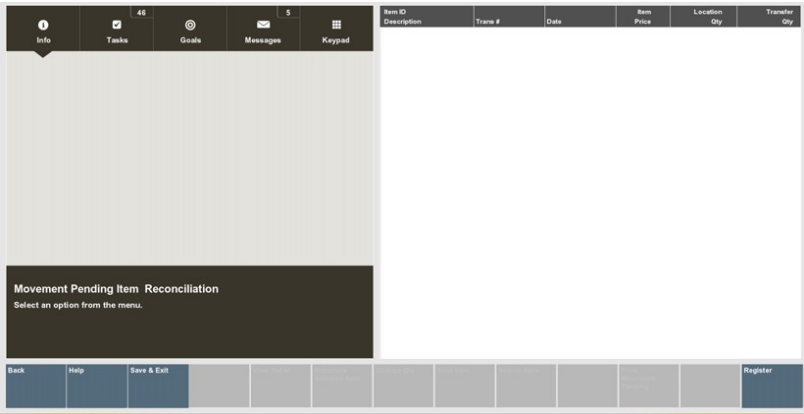 46
5
Info
Tasks
Goals
Messages
Keypad
Item ID
Description
Trans #
Date
Item
Price
Location
Qty
Transfer
Qty
Movement Pending Item Reconciliation
Select an option from the menu.
Back
Help
Save & Exit
Register